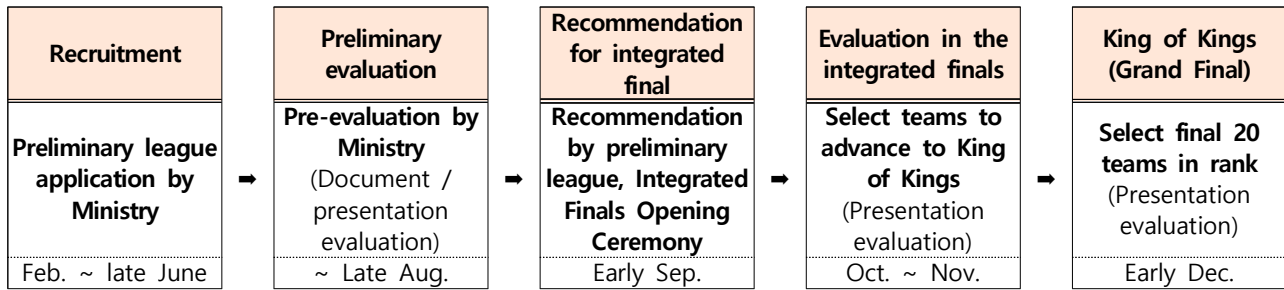 Recruitment
Preliminary league
application by
Ministry
Feb. ~ late June
➡
Preliminary
evaluation
Pre-evaluation by
Ministry
(Document /
presentation
evaluation)
~ Late Aug.
➡
Recommendation
for integrated
final
Recommendation
by preliminary
league, Integrated
Finals Opening
Ceremony
Early Sep.
➡
Evaluation in the
integrated finals
Select teams to
advance to King
of Kings
(Presentation
evaluation)
Oct. ~ Nov.
➡
King of Kings
(Grand Final)
Select final 20
teams in rank
(Presentation
evaluation)
Early Dec.